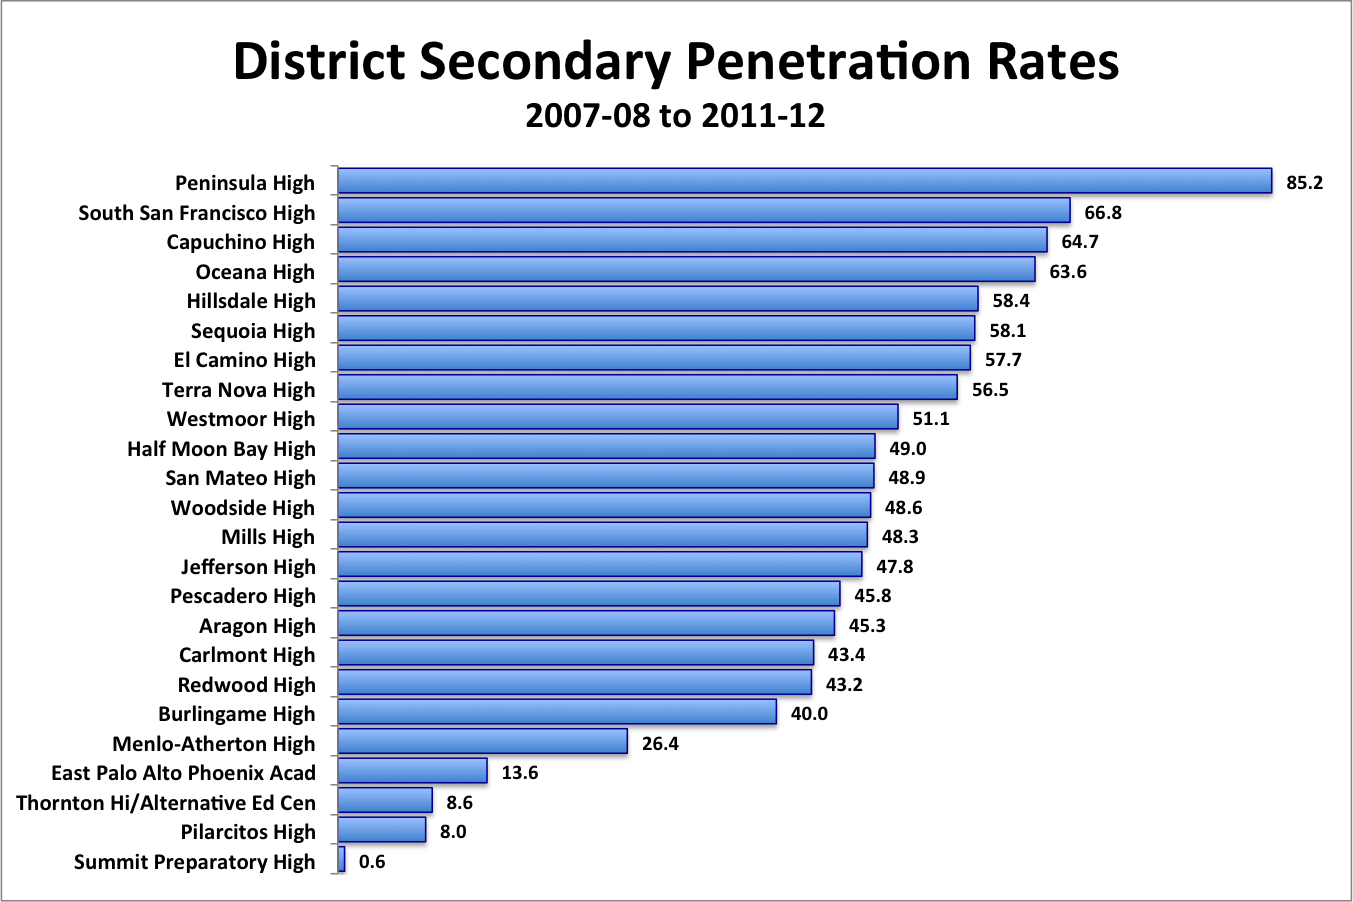 District Secondary Penetration Rates
2007-08 to 2011-12
Peninsula High 85.2
South San Francisco High 66.8
Capuchino High 64.7
Oceana High 63.6
Hillsdale High 58.4
Sequoia High 58.1
El Camino High 57.7
Terra Nova High 56.5
Westmoor High 51.1
Half Moon Bay High 49.0
San Mateo High 48.9
Woodside High 48.6
Mills High 48.3
Jefferson High 47.8
Pescadero High 45.8
Aragon High 45.3
Carlmont High 43.4
Redwood High 43.2
Burlingame High 40.0
Menlo-Atherton High 26.4
East Palo Alto Phoenix Acad 13.6
Thornton Hi/Alternative Ed Cen 8.6
Pilarcitos High 8.0
Summit Preparatory High 0.6